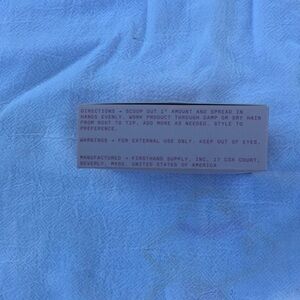 DIRECTIONS → SCOOP OUT 1" AMOUNT AND SPREAD IN
HANDS EVENLY. WORK PRODUCT THROUGH DAMP OR DRY HAIR
FROM ROOT TO TIP. ADD MORE AS NEEDED. STYLE TO
PREFERENCE.
WARNINGS → FOR EXTERNAL USE ONLY. KEEP OUT OF EYES.
MANUFACTURED → FIRSTHAND SUPPLY, INC. 17 COURT,
BEVERLY, MASS. UNITED STATES OF AMERICA